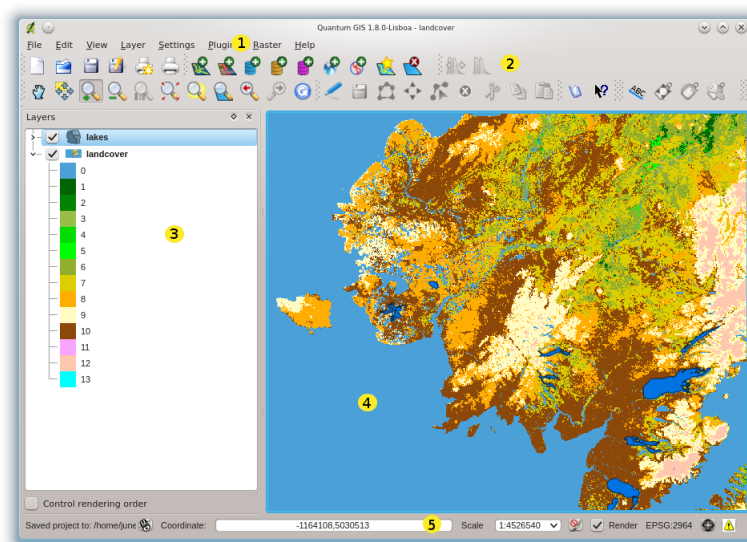 Quantum GIS 1.8.0-Lisboa - landcover
File Edit View Layer Settings Plugin 1 Raster Help
2
ABC
Layers
lakes
landcover
0
1
2
3
4
5
6
7
8
9
10
11
12
13
3
4
Control rendering order
Saved project to: /home/june Coordinate: -1164108,5030513 5 Scale 1:4526540 Render EPSG:2964